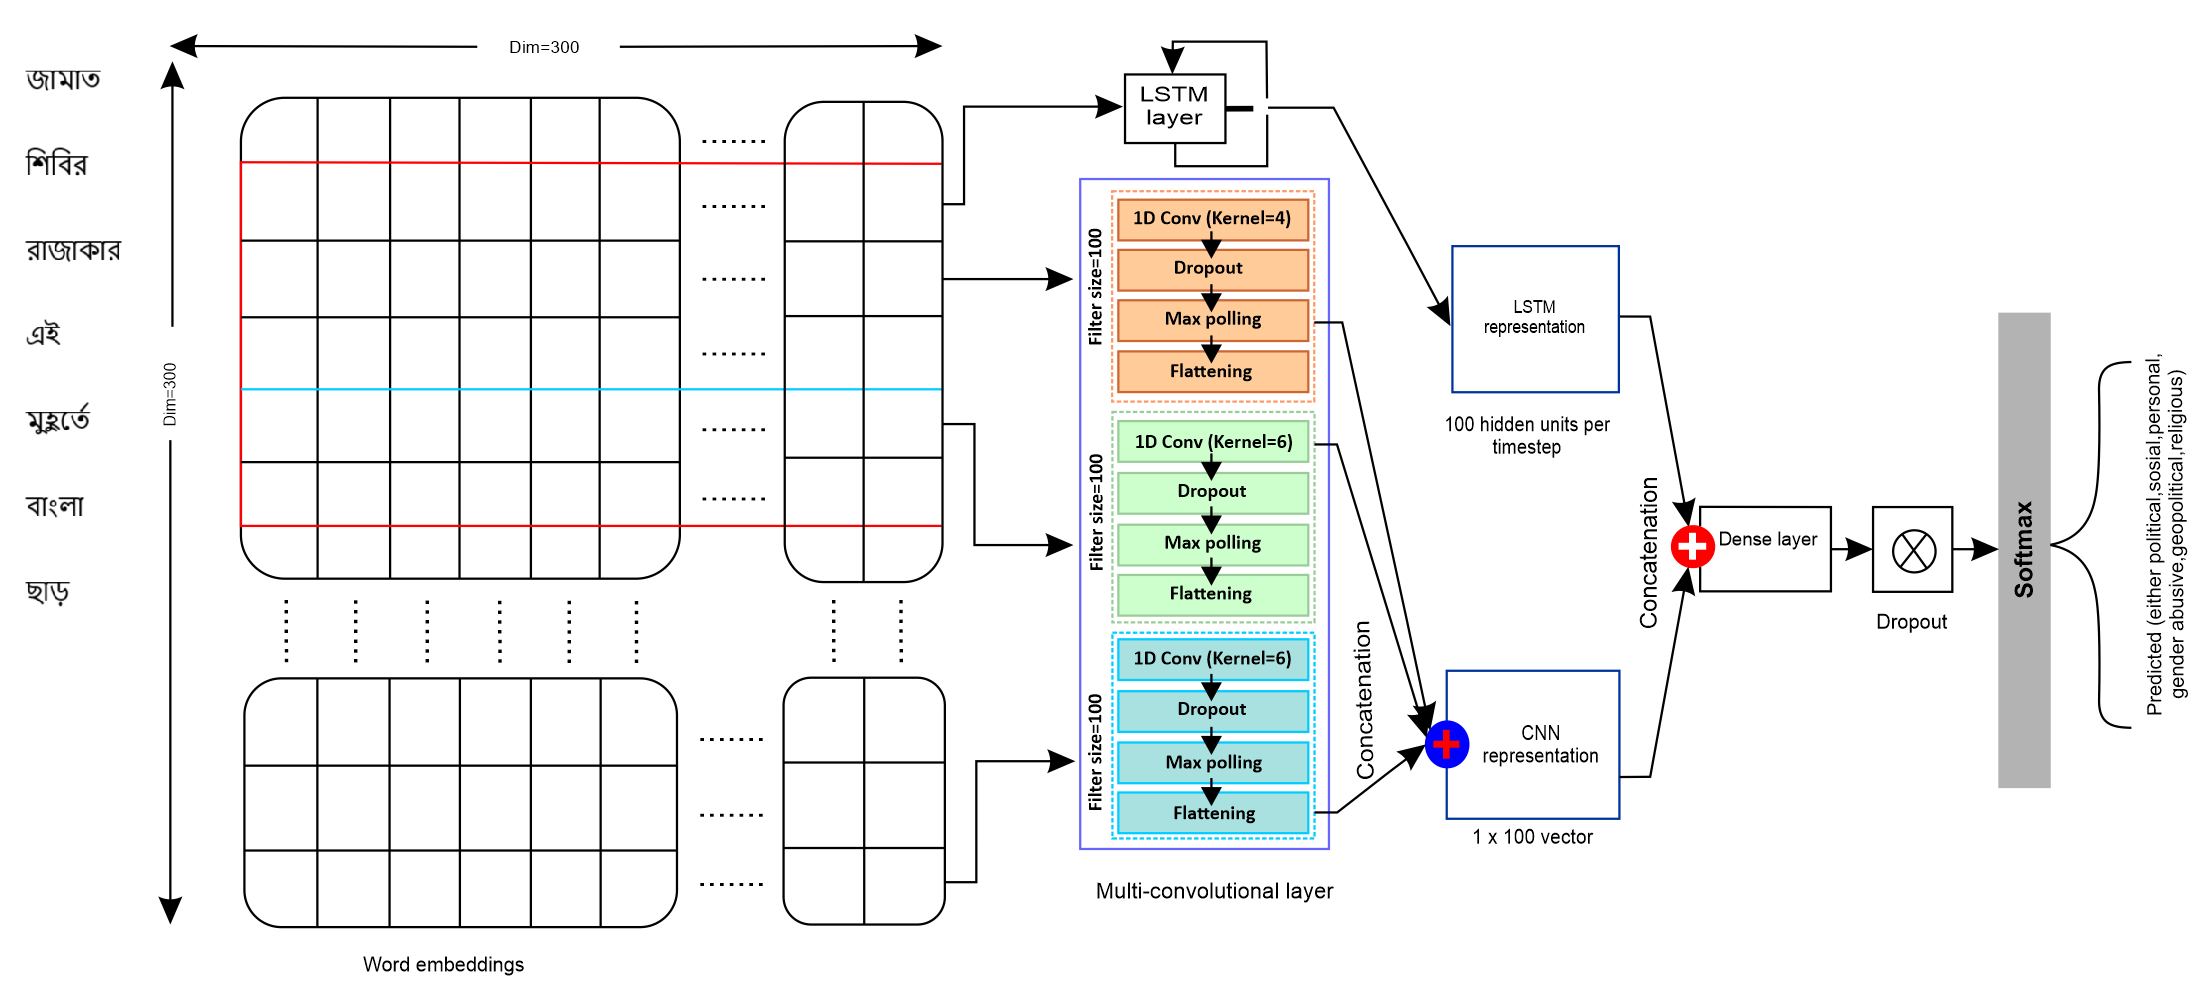 Dim=300
জামাত
শিবির
রাজাকার
এই
মুহূর্তে
বাংলা
ছাড়
Dim=300
Word embeddings
LSTM
layer
Filter size=100
1D Conv (Kernel=4)
Dropout
Max polling
Flattening
Filter size=100
1D Conv (Kernel=6)
Dropout
Max polling
Flattening
Filter size=100
1D Conv (Kernel=6)
Dropout
Max polling
Flattening
Multi-convolutional layer
Concatenation
LSTM
representation
100 hidden units per
timestep
CNN
representation
1 x 100 vector
Concatenation
Dense layer
Dropout
Softmax
Predicted (either political,sosial,personal,
gender abusive,geopolitical,religious)